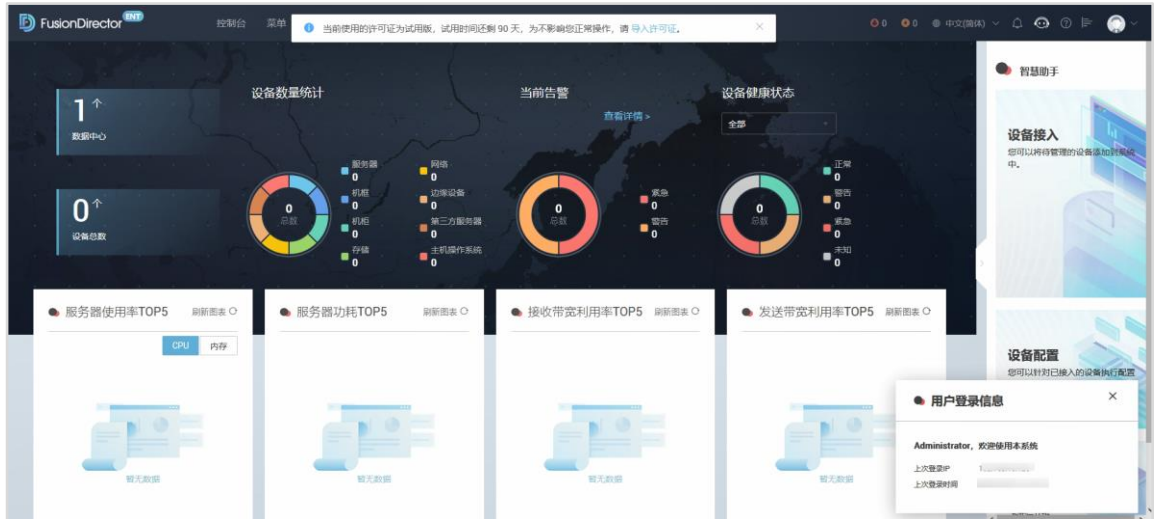 FusionDirector ENT
控制台 菜单
当前使用的许可证为试用版，试用时间还剩 90 天，为不影响您正常操作，请 导入许可证。
0 0 中文(简体)
1 个
数据中心
0 个
设备总数
设备数量统计
0
总数
服务器
0
机框
0
机柜
0
存储
0
网络
0
边缘设备
0
第三方服务器
0
主机操作系统
0
当前告警
查看详情 >
0
总数
紧急
0
警告
0
设备健康状态
全部
0
总数
正常
0
警告
0
紧急
0
未知
0
智慧助手
设备接入
您可以将待管理的设备添加到系统
中。
设备配置
您可以针对已接入的设备执行配置
服务器使用率TOP5 刷新图表
CPU 内存
暂无数据
服务器功耗TOP5 刷新图表
暂无数据
接收带宽利用率TOP5 刷新图表
暂无数据
发送带宽利用率TOP5 刷新图表
暂无数据
用户登录信息
Administrator，欢迎使用本系统
上次登录IP
上次登录时间